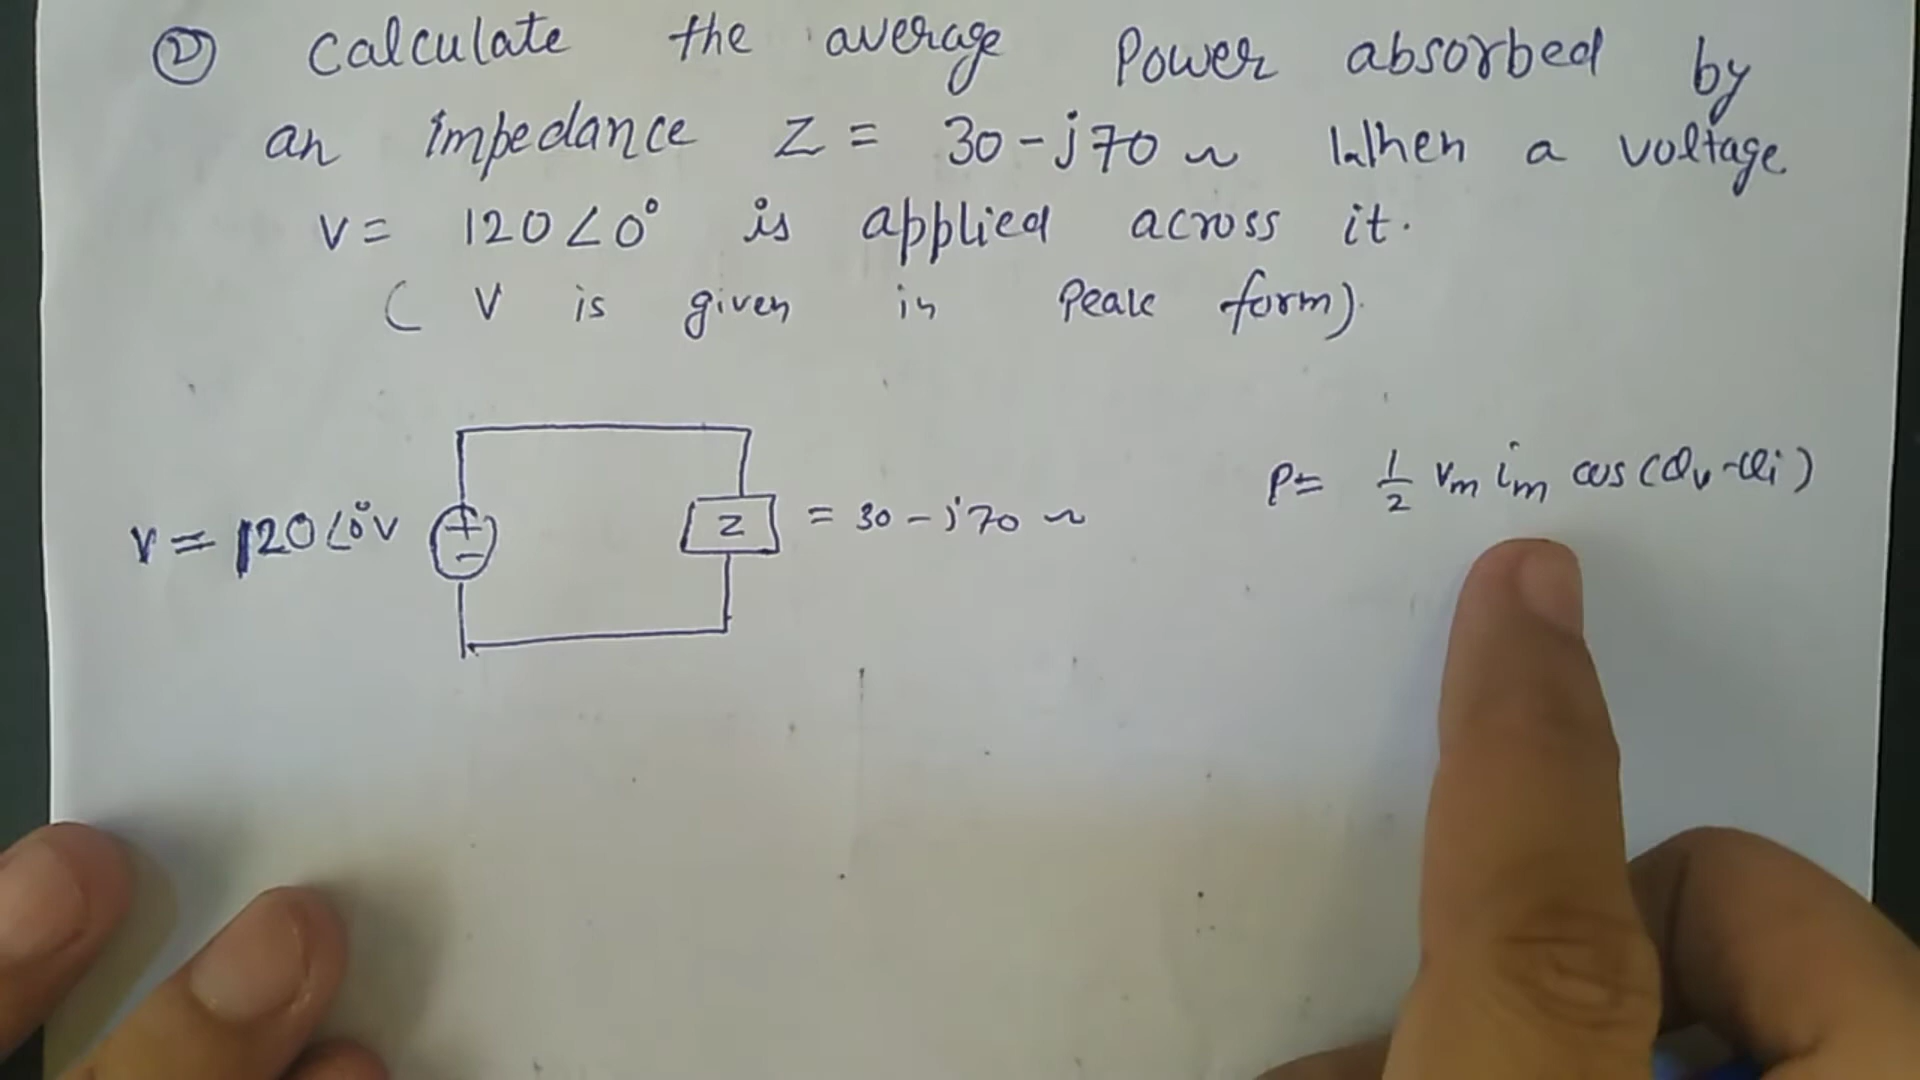 ② Calculate the average Power absorbed by
an impedance Z = 30 - j70 Ω When a voltage
V = 120∠0° is applied across it.
( V is given in Peak form).
V = 120∠0° V
+
-
Z
= 30 - j70 Ω
P = 1/2 Vm im cos(θv - θi)